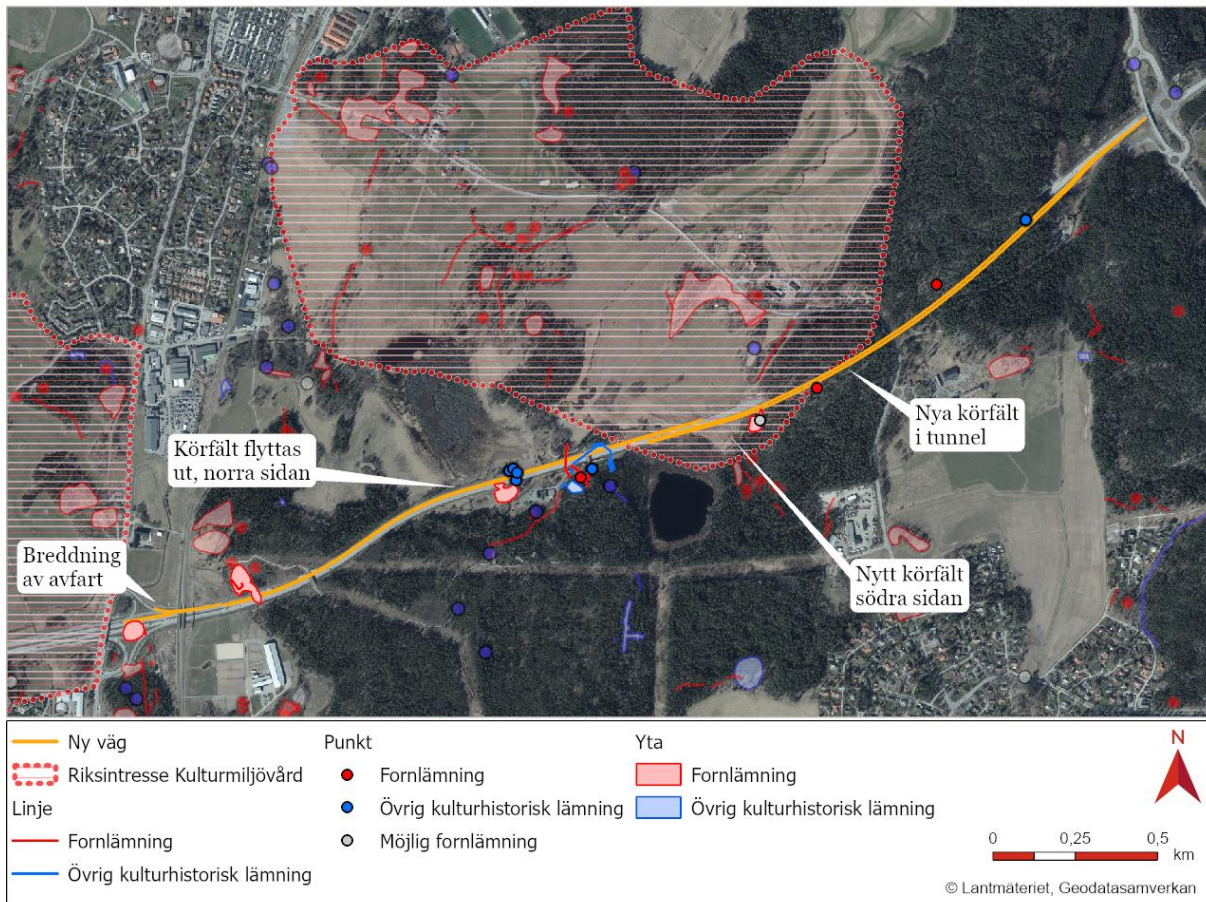 Körfält flyttas
ut, norra sidan
Nya körfält
i tunnel
Breddning
av avfart
Nytt körfält
södra sidan
Ny väg
Riksintresse Kulturmiljövård
Linje
Fornlämning
Övrig kulturhistorisk lämning
Punkt
Fornlämning
Övrig kulturhistorisk lämning
Möjlig fornlämning
Yta
Fornlämning
Övrig kulturhistorisk lämning
N
0 0,25 0,5
km
© Lantmäteriet, Geodatasamverkan